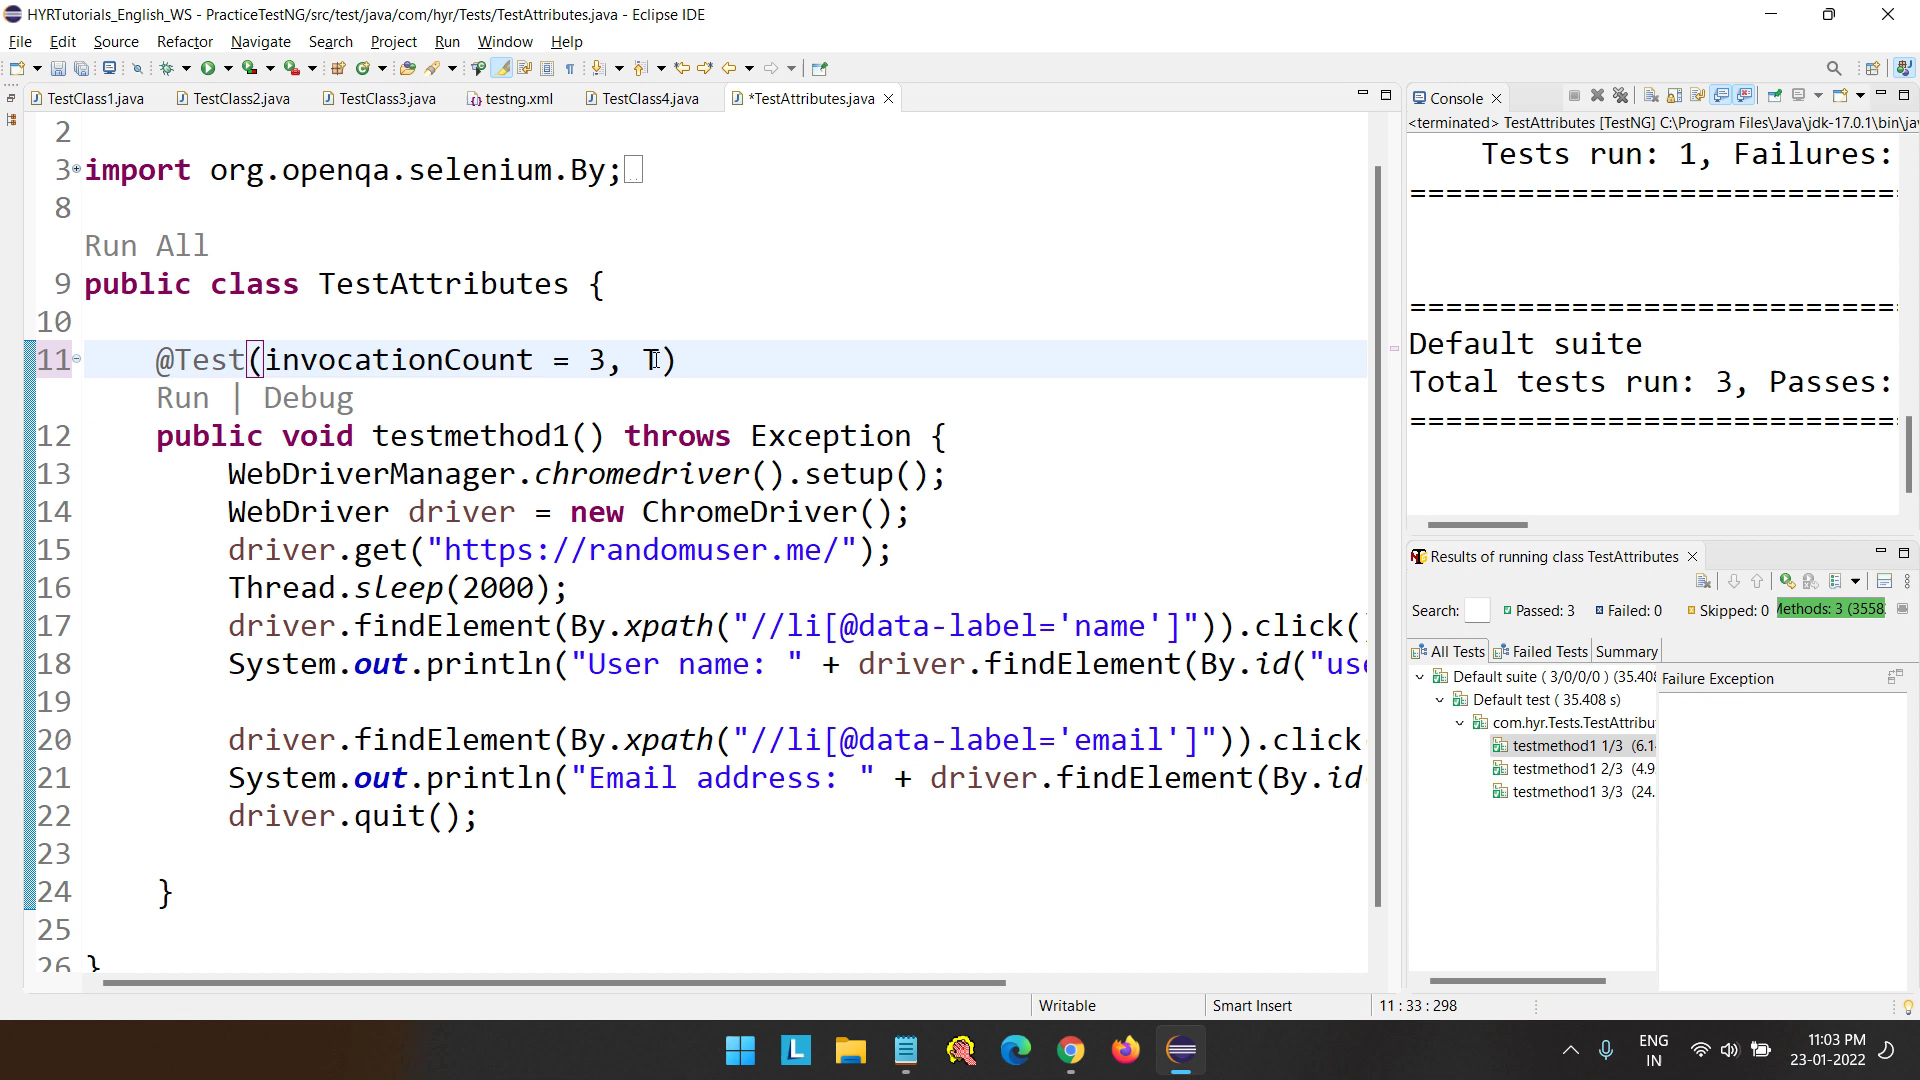 HYRTutorials_English_WS - PracticeTestNG/src/test/java/com/hyr/Tests/TestAttributes.java - Eclipse IDE
File Edit Source Refactor Navigate Search Project Run Window Help
TestClass1.java TestClass2.java TestClass3.java testng.xml TestClass4.java *TestAttributes.java
2
3 import org.openqa.selenium.By;
8
Run All
9 public class TestAttributes {
10
11 @Test(invocationCount = 3, T)
Run | Debug
12 public void testmethod1() throws Exception {
13 WebDriverManager.chromedriver().setup();
14 WebDriver driver = new ChromeDriver();
15 driver.get("https://randomuser.me/");
16 Thread.sleep(2000);
17 driver.findElement(By.xpath("//li[@data-label='name']")).click()
18 System.out.println("User name: " + driver.findElement(By.id("use
19
20 driver.findElement(By.xpath("//li[@data-label='email']")).click
21 System.out.println("Email address: " + driver.findElement(By.id
22 driver.quit();
23
24 }
25
26 }
Console
<terminated> TestAttributes [TestNG] C:\Program Files\Java\jdk-17.0.1\bin\ja
Tests run: 1, Failures:
===========================
===========================
Default suite
Total tests run: 3, Passes:
===========================
Results of running class TestAttributes
Search: Passed: 3 Failed: 0 Skipped: 0 Methods: 3 (3558
All Tests Failed Tests Summary
Default suite ( 3/0/0/0 ) (35.408
Failure Exception
Default test ( 35.408 s)
com.hyr.Tests.TestAttribu
testmethod1 1/3 (6.1
testmethod1 2/3 (4.9
testmethod1 3/3 (24.
Writable Smart Insert 11 : 33 : 298
L
ENG
IN
11:03 PM
23-01-2022